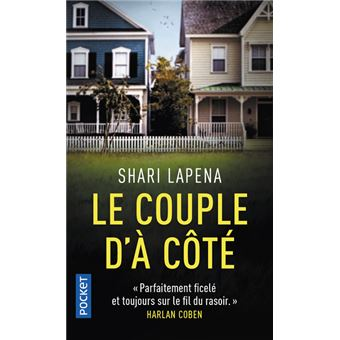 SHARI LAPENA
LE COUPLE
D'À CÔTÉ
« Parfaitement ficelé
et toujours sur le fil du rasoir. »
HARLAN COBEN
POCKET